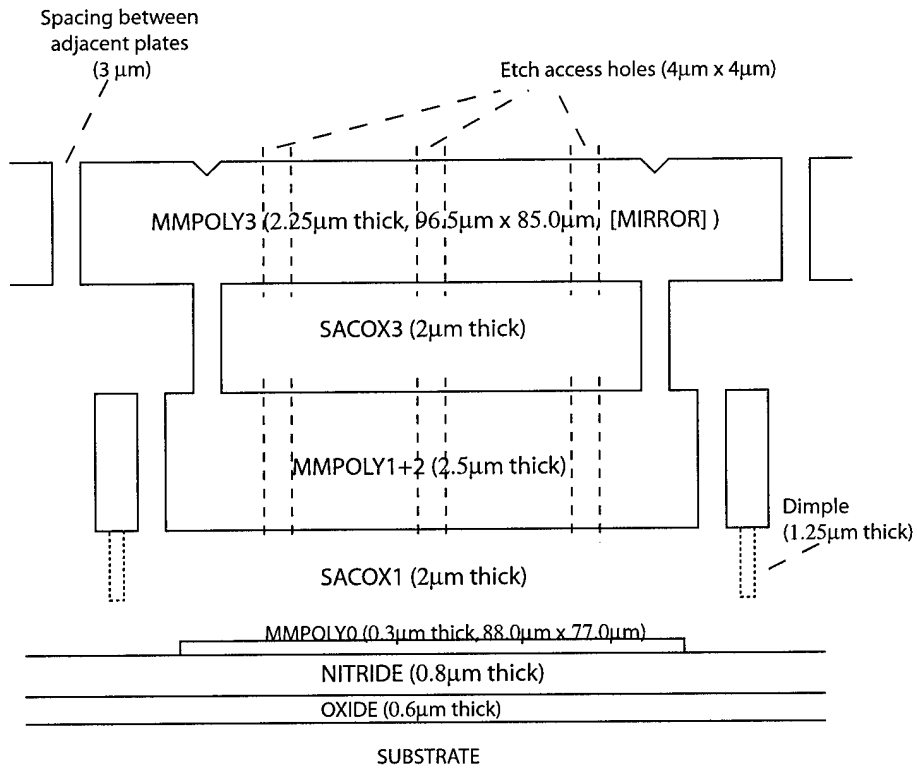 Spacing between
adjacent plates
(3 μm)
Etch access holes (4μm x 4μm)
MMPOLY3 (2.25μm thick, 96.5μm x 85.0μm, [MIRROR] )
SACOX3 (2μm thick)
MMPOLY1+2 (2.5μm thick)
Dimple
(1.25μm thick)
SACOX1 (2μm thick)
MMPOLY0 (0.3μm thick, 88.0μm x 77.0μm)
NITRIDE (0.8μm thick)
OXIDE (0.6μm thick)
SUBSTRATE